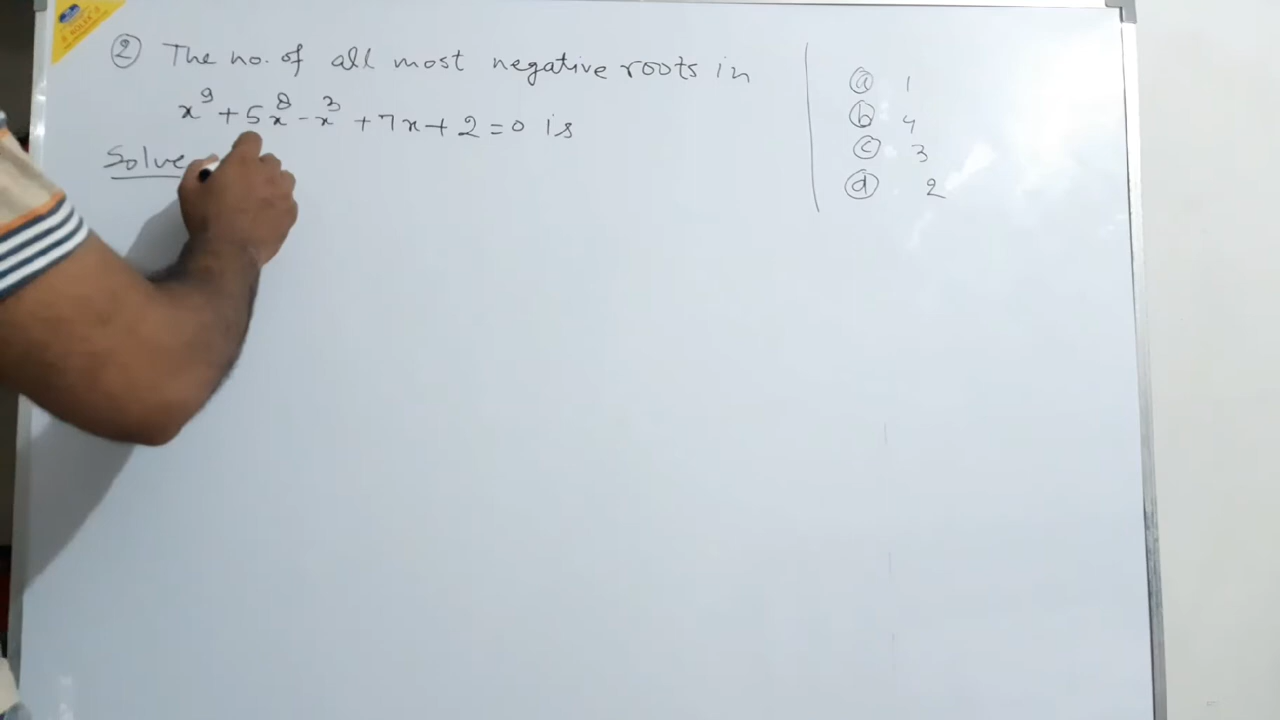 ② The no. of all most negative roots in
x⁹ + 5x⁸ - x³ + 7x + 2 = 0 is
Solve
ⓐ 1
ⓑ 4
ⓒ 3
ⓓ 2